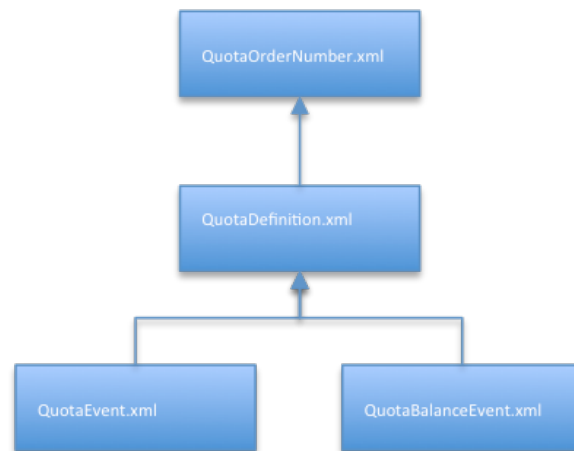 QuotaOrderNumber.xml
QuotaDefinition.xml
QuotaEvent.xml
QuotaBalanceEvent.xml